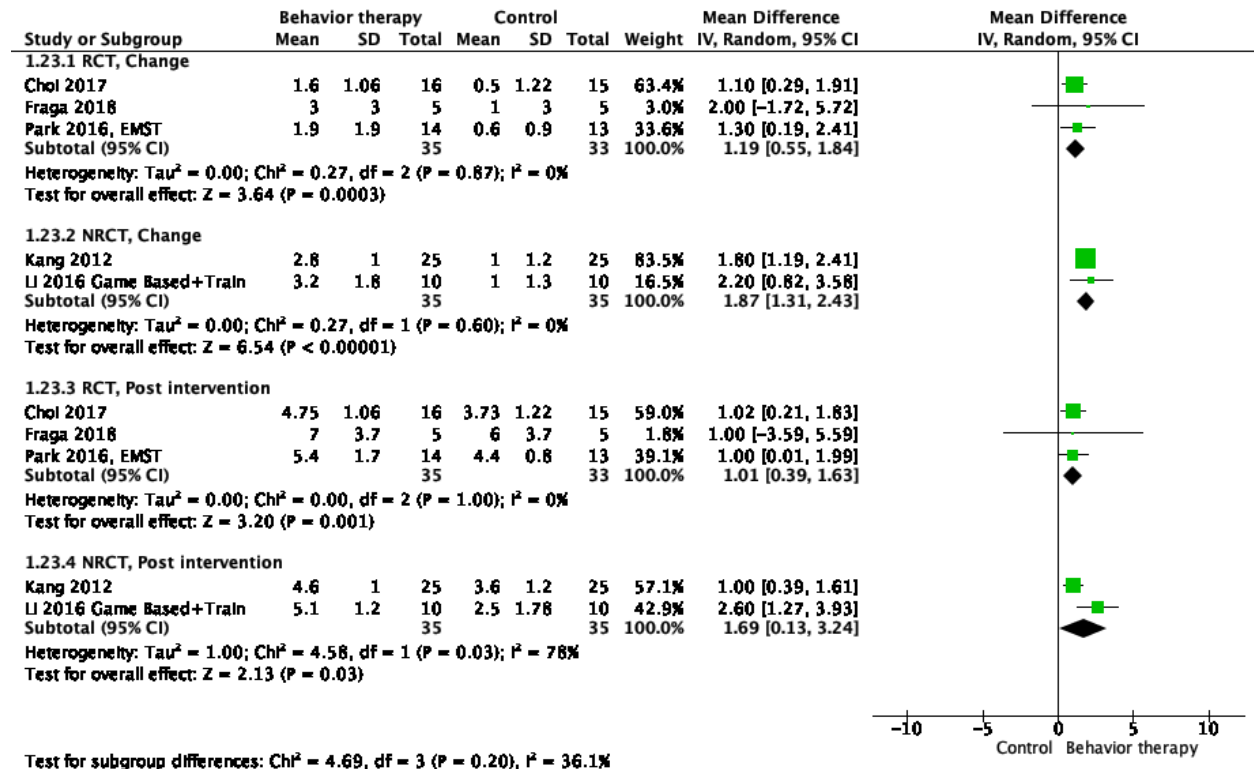 Behavior therapy Control Mean Difference Mean Difference
Study or Subgroup Mean SD Total Mean SD Total Weight IV, Random, 95% CI IV, Random, 95% CI
1.23.1 RCT, Change
Choi 2017 1.6 1.06 16 0.5 1.22 15 63.4% 1.10 [0.29, 1.91]
Fraga 2018 3 3 5 1 3 5 3.0% 2.00 [−1.72, 5.72]
Park 2016, EMST 1.9 1.9 14 0.6 0.9 13 33.6% 1.30 [0.19, 2.41]
Subtotal (95% CI) 35 33 100.0% 1.19 [0.55, 1.84]
Heterogeneity: Tau² = 0.00; Chi² = 0.27, df = 2 (P = 0.87); I² = 0%
Test for overall effect: Z = 3.64 (P = 0.0003)
1.23.2 NRCT, Change
Kang 2012 2.8 1 25 1 1.2 25 83.5% 1.80 [1.19, 2.41]
LI 2016 Game Based+Train 3.2 1.8 10 1 1.3 10 16.5% 2.20 [0.82, 3.58]
Subtotal (95% CI) 35 35 100.0% 1.87 [1.31, 2.43]
Heterogeneity: Tau² = 0.00; Chi² = 0.27, df = 1 (P = 0.60); I² = 0%
Test for overall effect: Z = 6.54 (P < 0.00001)
1.23.3 RCT, Post intervention
Choi 2017 4.75 1.06 16 3.73 1.22 15 59.0% 1.02 [0.21, 1.83]
Fraga 2018 7 3.7 5 6 3.7 5 1.8% 1.00 [−3.59, 5.59]
Park 2016, EMST 5.4 1.7 14 4.4 0.8 13 39.1% 1.00 [0.01, 1.99]
Subtotal (95% CI) 35 33 100.0% 1.01 [0.39, 1.63]
Heterogeneity: Tau² = 0.00; Chi² = 0.00, df = 2 (P = 1.00); I² = 0%
Test for overall effect: Z = 3.20 (P = 0.001)
1.23.4 NRCT, Post intervention
Kang 2012 4.6 1 25 3.6 1.2 25 57.1% 1.00 [0.39, 1.61]
LI 2016 Game Based+Train 5.1 1.2 10 2.5 1.78 10 42.9% 2.60 [1.27, 3.93]
Subtotal (95% CI) 35 35 100.0% 1.69 [0.13, 3.24]
Heterogeneity: Tau² = 1.00; Chi² = 4.58, df = 1 (P = 0.03); I² = 78%
Test for overall effect: Z = 2.13 (P = 0.03)
−10 −5 0 5 10
Control Behavior therapy
Test for subgroup differences: Chi² = 4.69, df = 3 (P = 0.20), I² = 36.1%